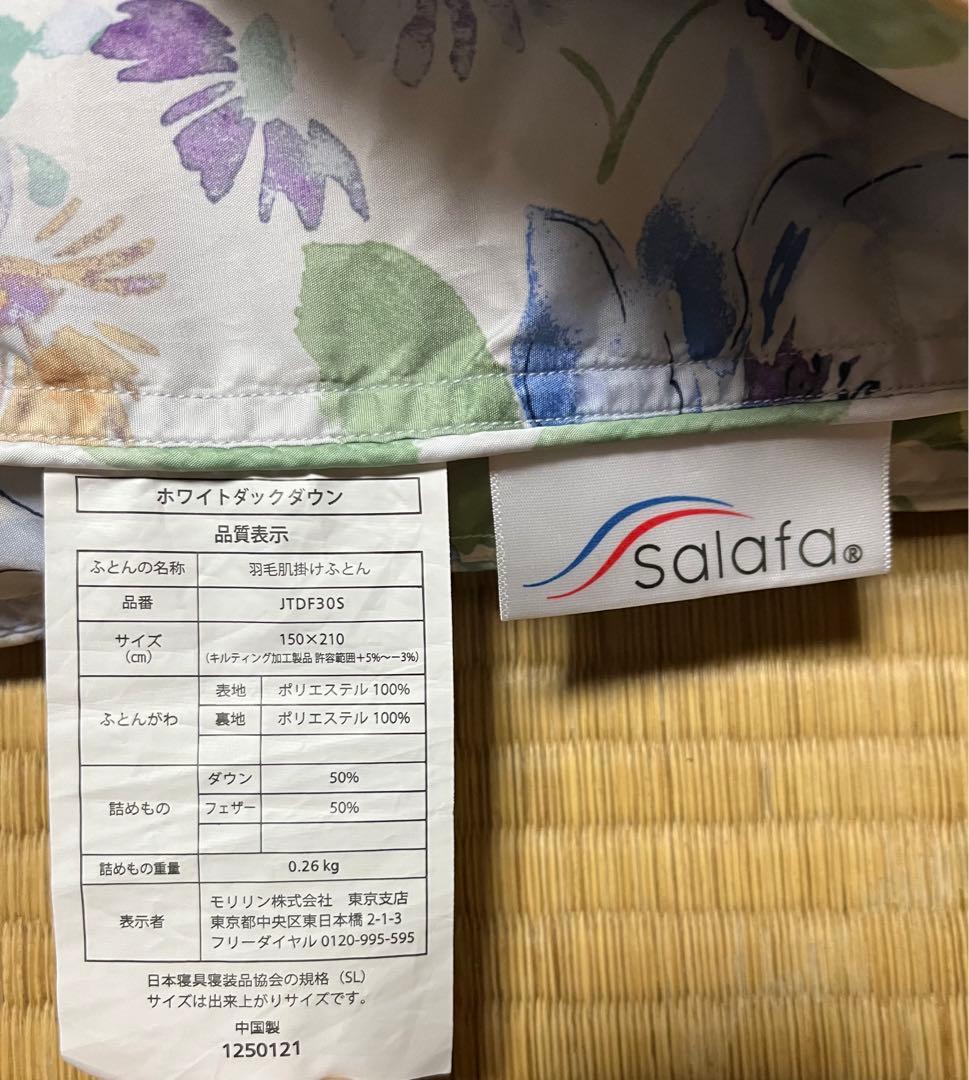 ホワイトダックダウン
品質表示
ふとんの名称 羽毛肌掛けふとん
品番 JTDF30S
サイズ(㎝) 150×210
(キルティング加工製品 許容範囲+5%~-3%)
ふとんがわ 表地 ポリエステル 100%
裏地 ポリエステル 100%
詰めもの ダウン 50%
フェザー 50%
詰めもの重量 0.26 kg
表示者 モリリン株式会社 東京支店
東京都中央区東日本橋 2-1-3
フリーダイヤル 0120-995-595
日本寝具寝装品協会の規格(SL)
サイズは出来上がりサイズです。
中国製
1250121
salafa®